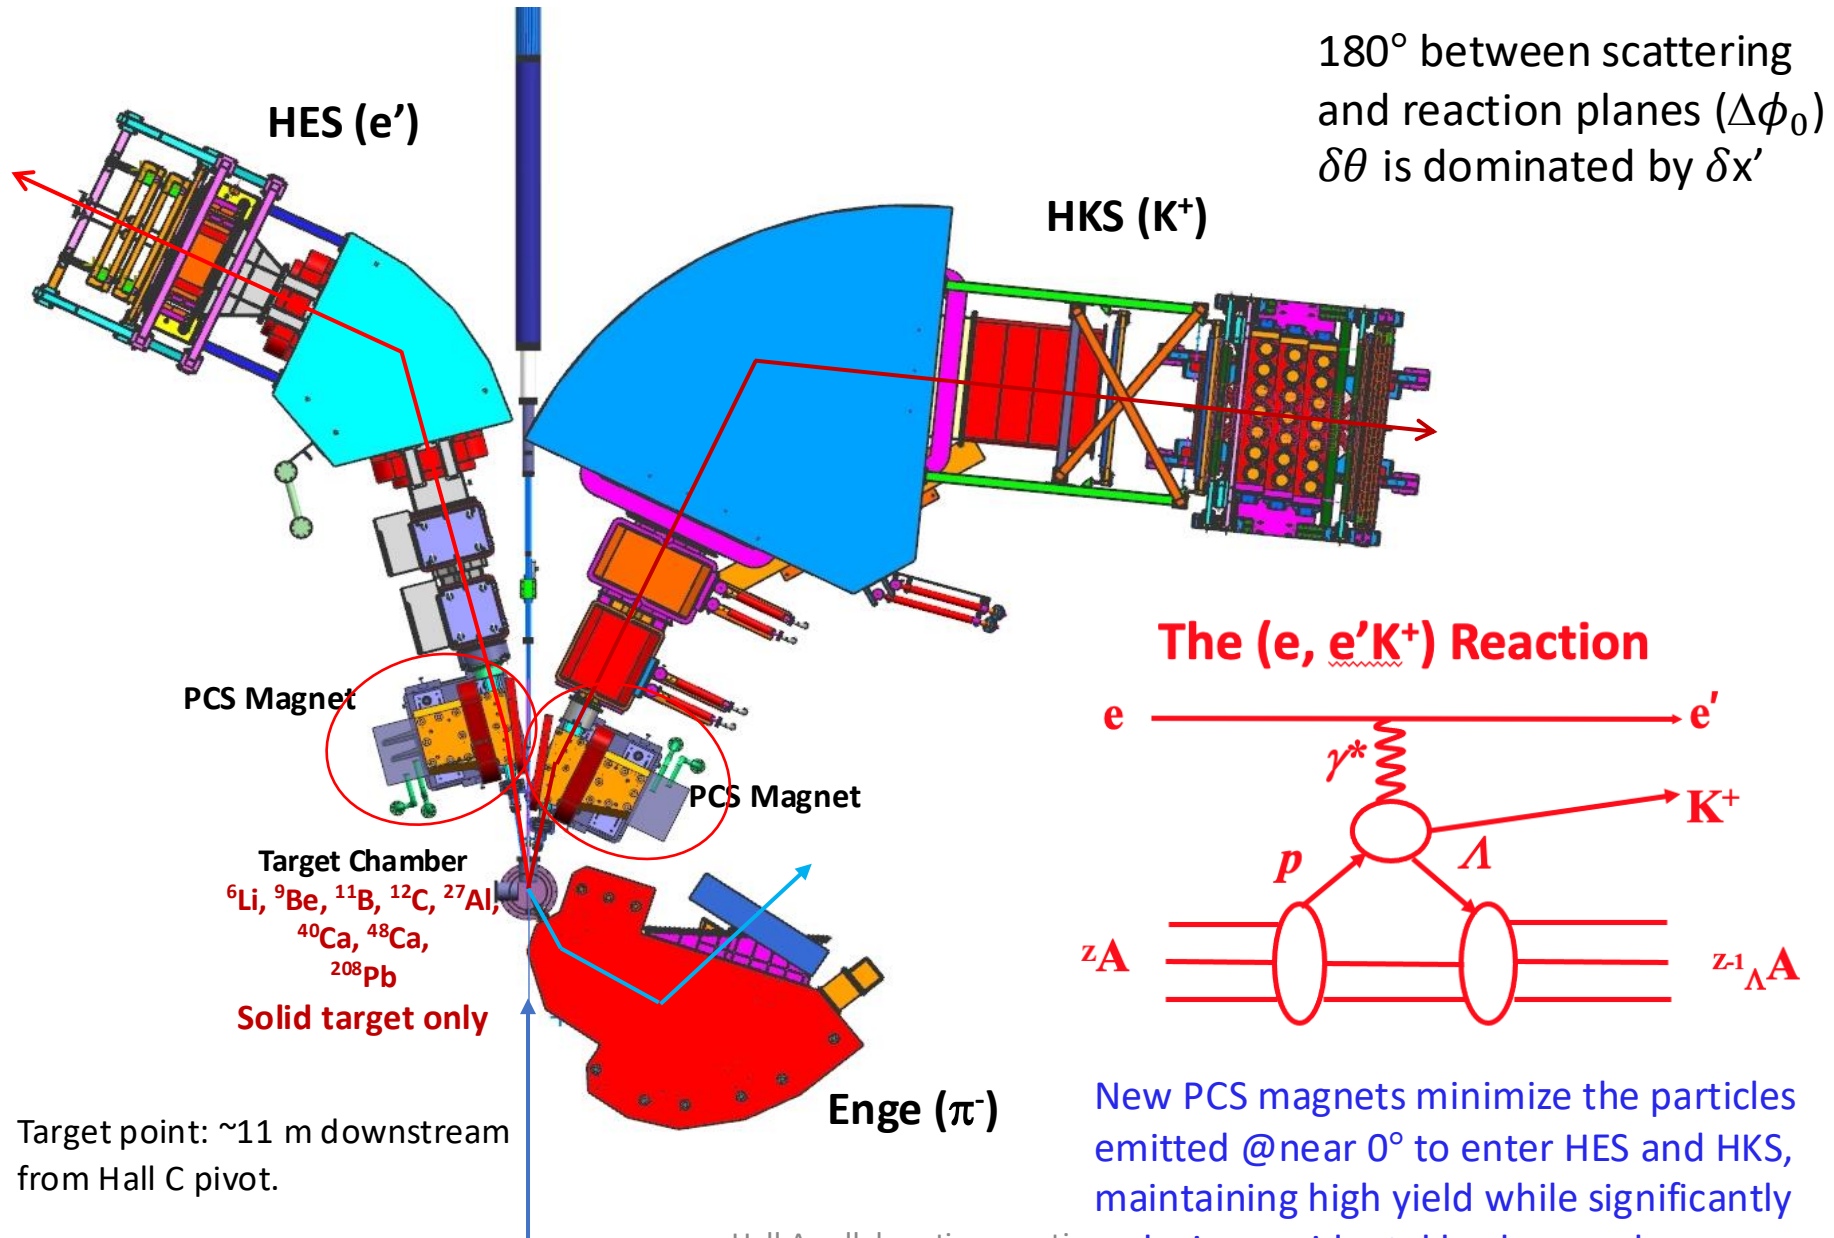 180° between scattering
and reaction planes (Δϕ₀)
δθ is dominated by δx’
HES (e’)
HKS (K⁺)
PCS Magnet
PCS Magnet
Target Chamber
⁶Li, ⁹Be, ¹¹B, ¹²C, ²⁷Al,
⁴⁰Ca, ⁴⁸Ca,
²⁰⁸Pb
Solid target only
Enge (π⁻)
Target point: ~11 m downstream
from Hall C pivot.
The (e, e’K⁺) Reaction
e
e′
γ*
K⁺
p
Λ
ᶻA
ᶻ⁻¹ΛA
New PCS magnets minimize the particles
emitted @near 0° to enter HES and HKS,
maintaining high yield while significantly